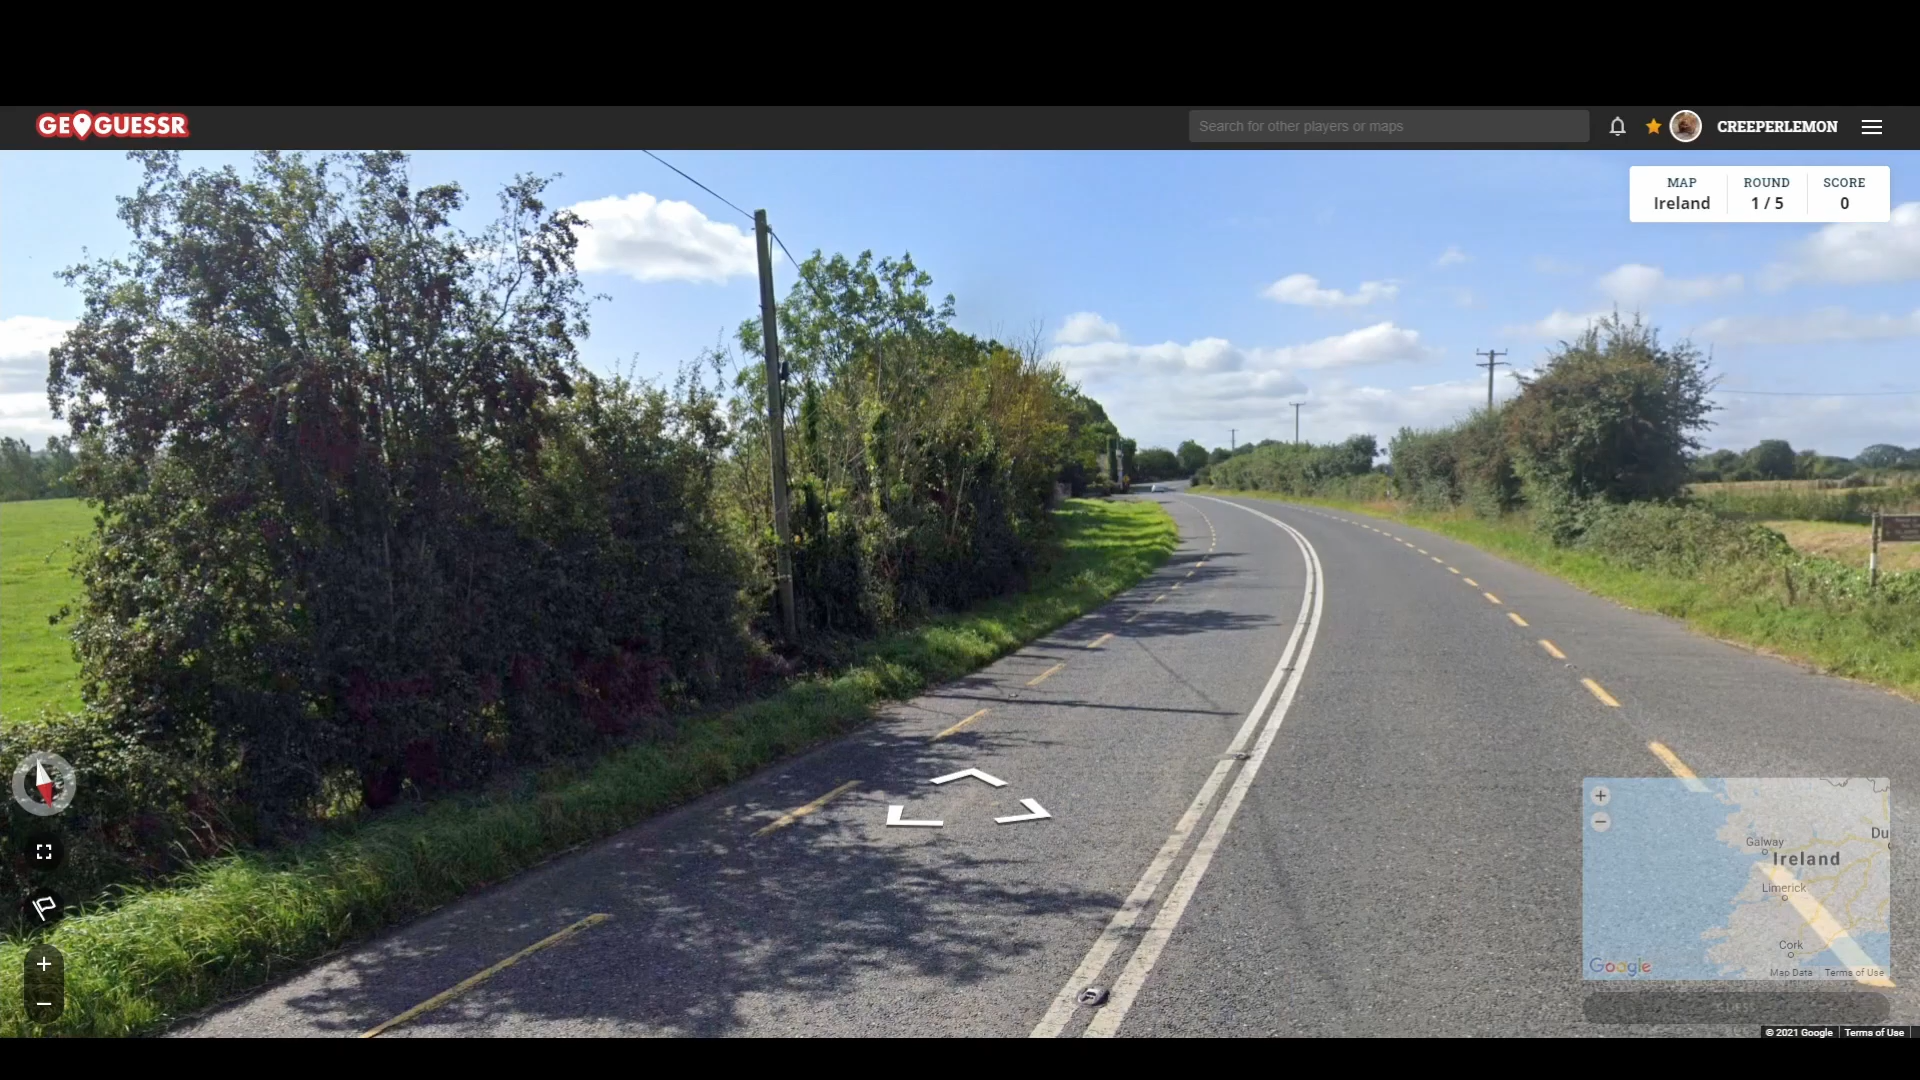 GEOGUESSR
Search for other players or maps
CREEPERLEMON
MAP
Ireland
ROUND
1 / 5
SCORE
0
Du
Galway
Ireland
Limerick
Cork
Google
Map Data
Terms of Use
© 2021 Google
Terms of Use